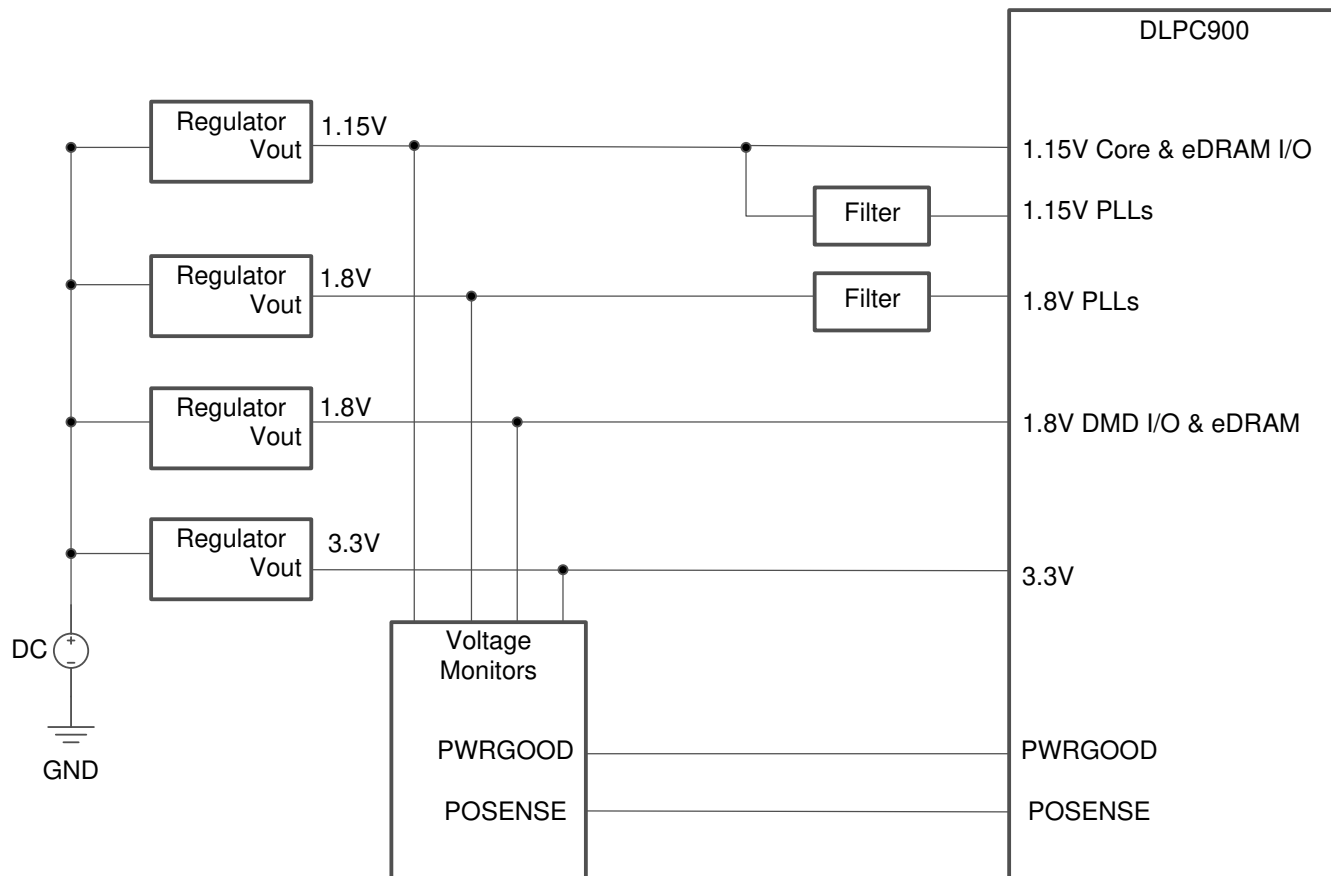 DLPC900
Regulator
Vout
1.15V
1.15V Core & eDRAM I/O
Filter
1.15V PLLs
Regulator
Vout
1.8V
Filter
1.8V PLLs
Regulator
Vout
1.8V
1.8V DMD I/O & eDRAM
Regulator
Vout
3.3V
3.3V
DC
+
−
GND
Voltage
Monitors
PWRGOOD
PWRGOOD
POSENSE
POSENSE